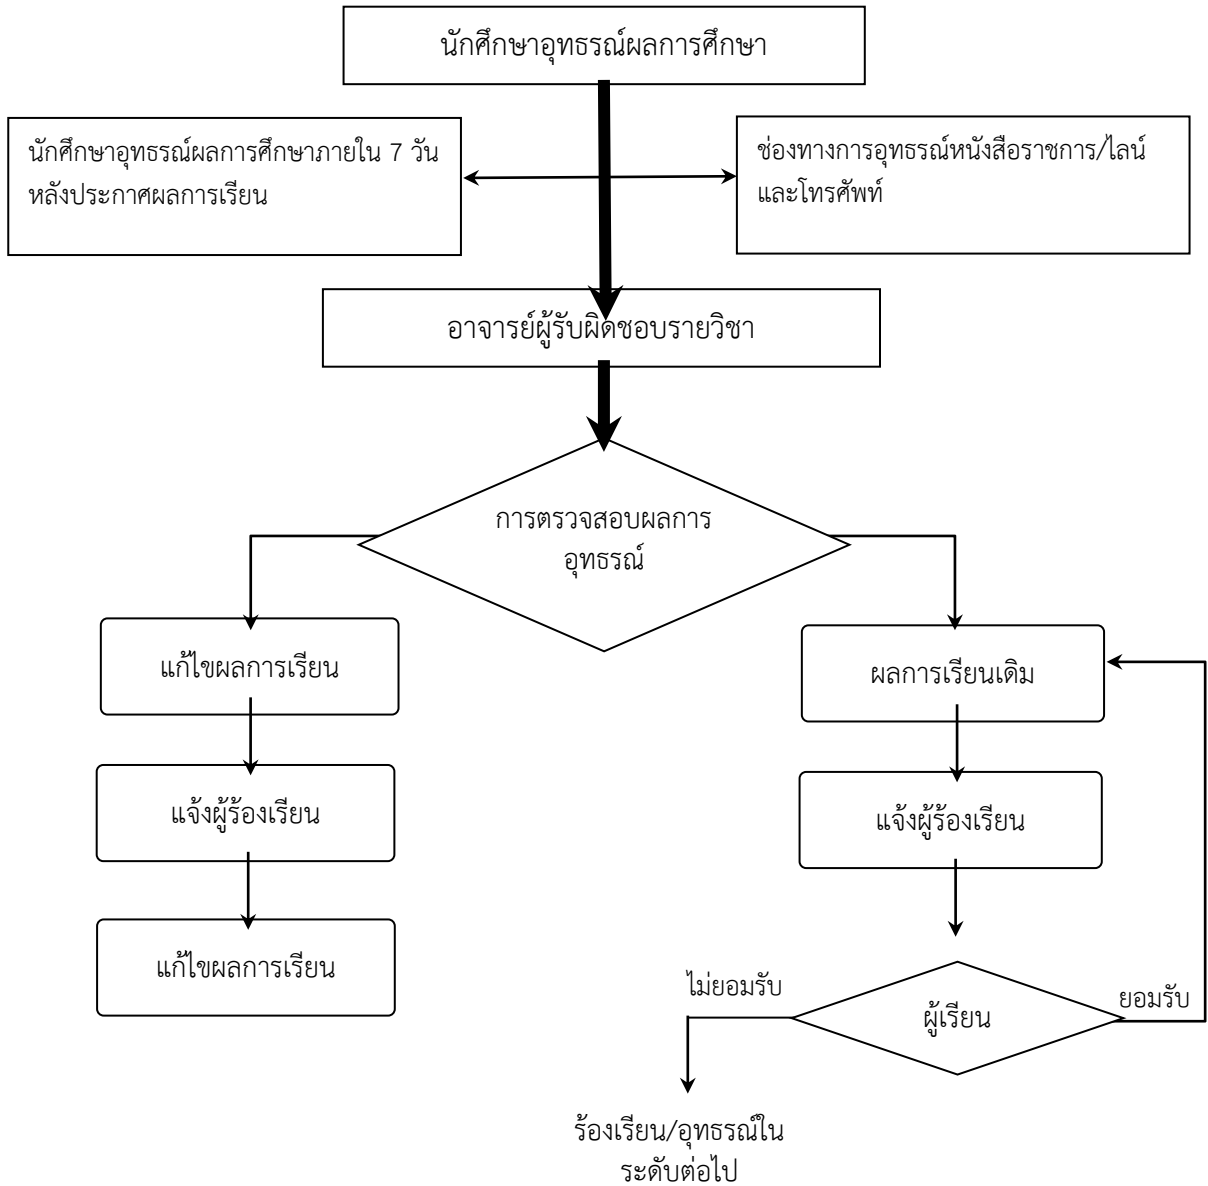 นักศึกษาอุทธรณ์ผลการศึกษา
นักศึกษาอุทธรณ์ผลการศึกษาภายใน 7 วัน
หลังประกาศผลการเรียน
ช่องทางการอุทธรณ์หนังสือราชการ/ไลน์
และโทรศัพท์
อาจารย์ผู้รับผิดชอบรายวิชา
การตรวจสอบผลการ
อุทธรณ์
แก้ไขผลการเรียน
ผลการเรียนเดิม
แจ้งผู้ร้องเรียน
แจ้งผู้ร้องเรียน
แก้ไขผลการเรียน
ไม่ยอมรับ
ผู้เรียน
ยอมรับ
ร้องเรียน/อุทธรณ์ใน
ระดับต่อไป